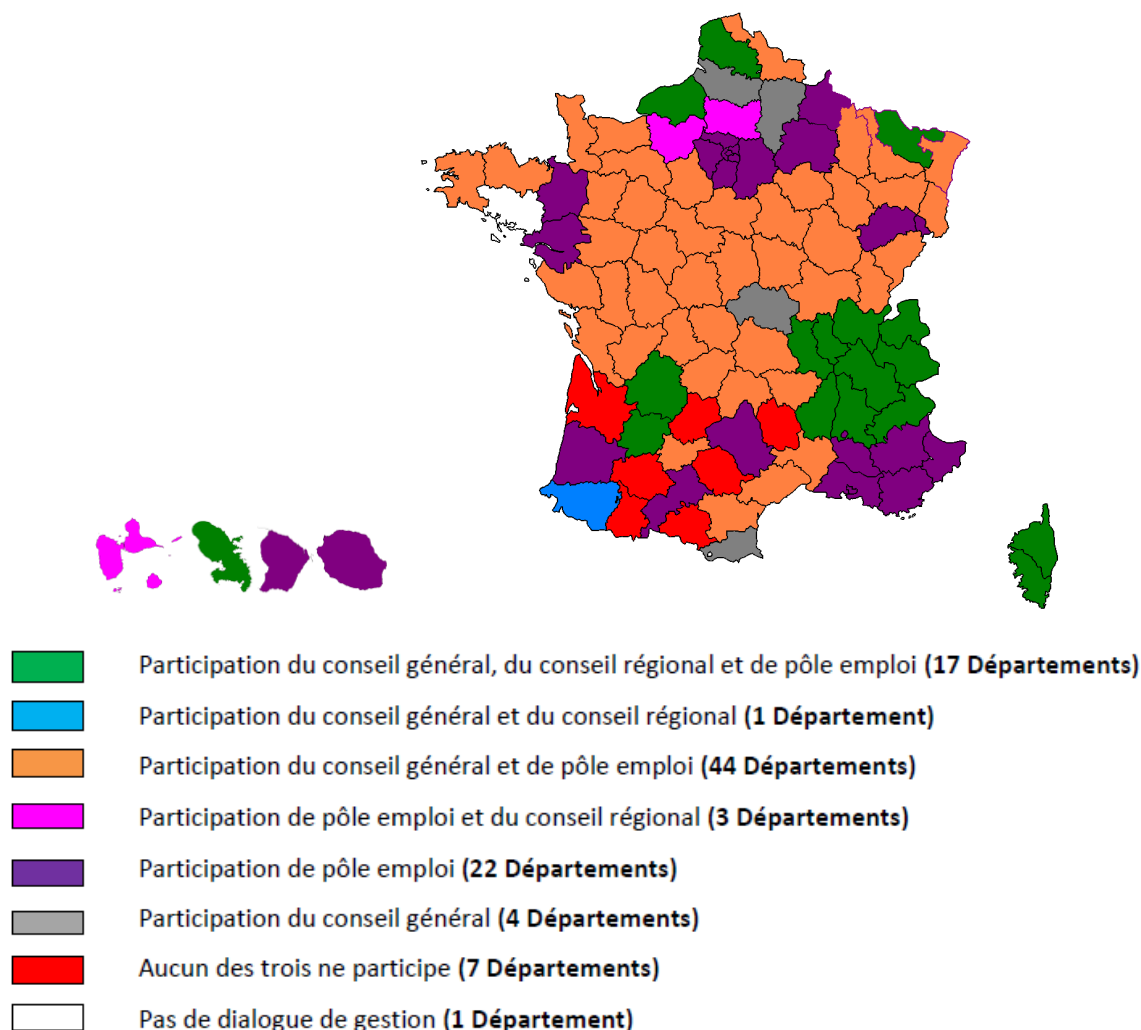 Participation du conseil général, du conseil régional et de pôle emploi (17 Départements)
Participation du conseil général et du conseil régional (1 Département)
Participation du conseil général et de pôle emploi (44 Départements)
Participation de pôle emploi et du conseil régional (3 Départements)
Participation de pôle emploi (22 Départements)
Participation du conseil général (4 Départements)
Aucun des trois ne participe (7 Départements)
Pas de dialogue de gestion (1 Département)